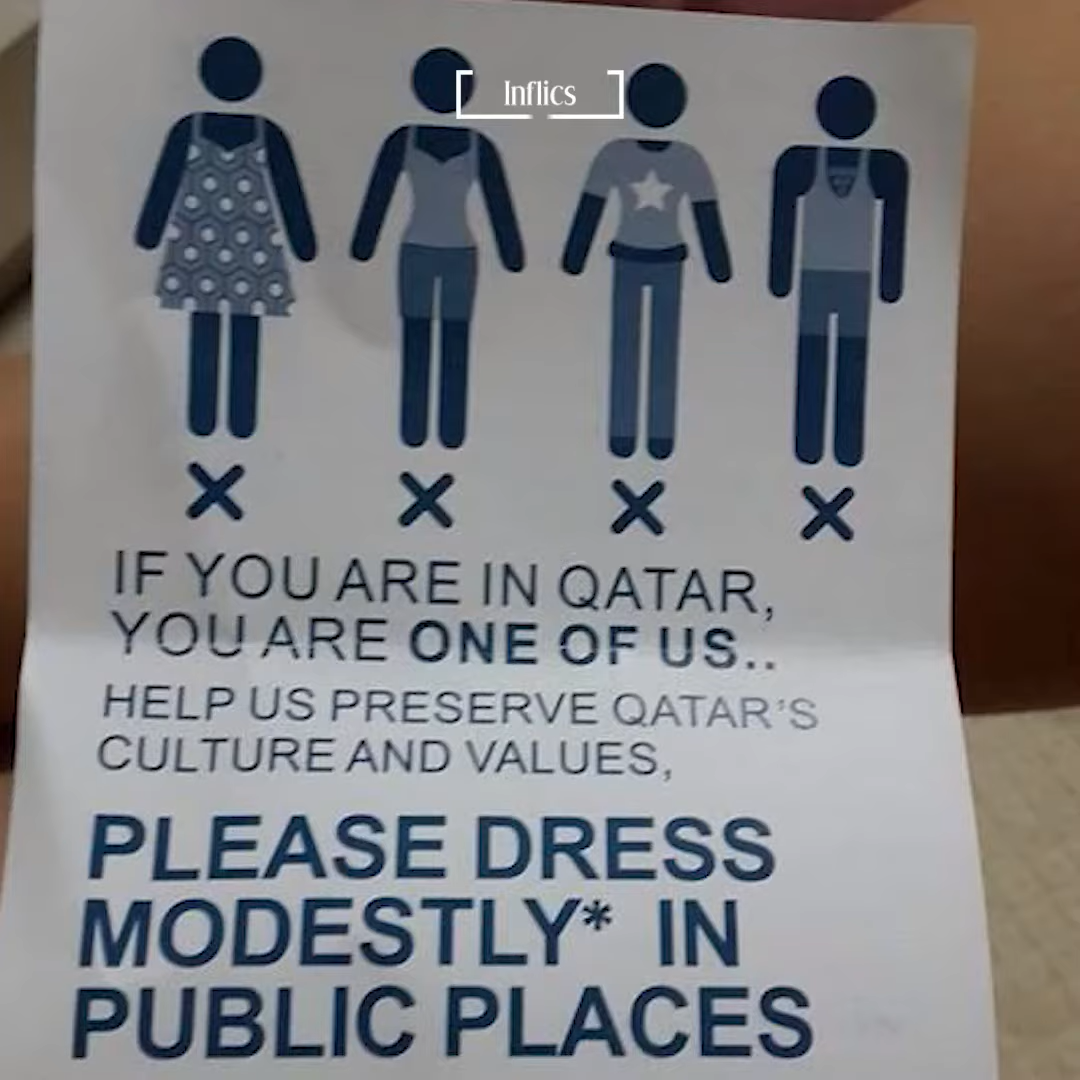 Inflics
IF YOU ARE IN QATAR,
YOU ARE ONE OF US..
HELP US PRESERVE QATAR'S
CULTURE AND VALUES,
PLEASE DRESS
MODESTLY* IN
PUBLIC PLACES